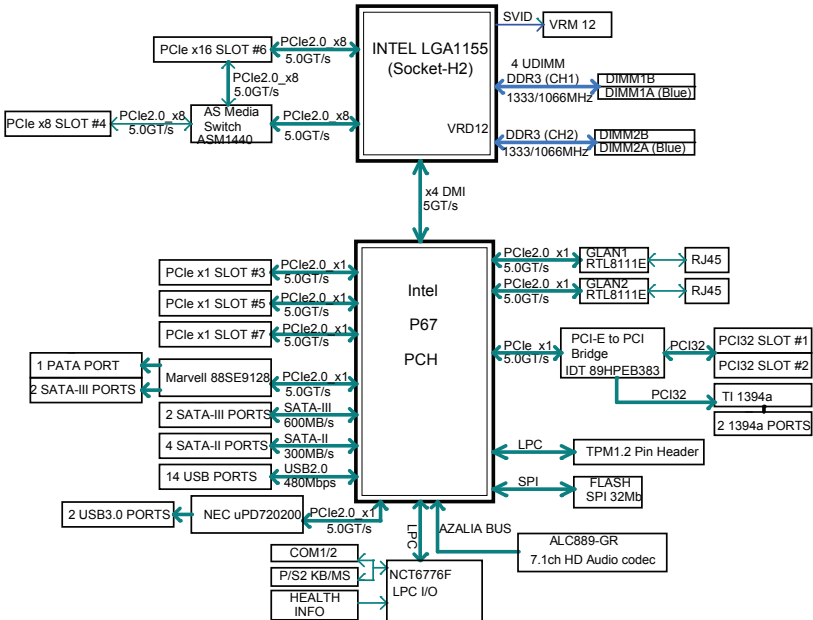 SVID
VRM 12
INTEL LGA1155
(Socket-H2)
VRD12
PCIe x16 SLOT #6
PCIe2.0_x8
5.0GT/s
PCIe2.0_x8
5.0GT/s
PCIe x8 SLOT #4
PCIe2.0_x8
5.0GT/s
AS Media
Switch
ASM1440
PCIe2.0_x8
5.0GT/s
4 UDIMM
DDR3 (CH1)
1333/1066MHz
DIMM1B
DIMM1A (Blue)
DDR3 (CH2)
1333/1066MHz
DIMM2B
DIMM2A (Blue)
x4 DMI
5GT/s
Intel
P67
PCH
PCIe x1 SLOT #3
PCIe2.0_x1
5.0GT/s
PCIe x1 SLOT #5
PCIe2.0_x1
5.0GT/s
PCIe x1 SLOT #7
PCIe2.0_x1
5.0GT/s
1 PATA PORT
2 SATA-III PORTS
Marvell 88SE9128
PCIe2.0_x1
5.0GT/s
2 SATA-III PORTS
SATA-III
600MB/s
4 SATA-II PORTS
SATA-II
300MB/s
14 USB PORTS
USB2.0
480Mbps
2 USB3.0 PORTS
NEC uPD720200
PCIe2.0_x1
5.0GT/s
PCIe2.0_x1
5.0GT/s
GLAN1
RTL8111E
RJ45
PCIe2.0_x1
5.0GT/s
GLAN2
RTL8111E
RJ45
PCIe_x1
5.0GT/s
PCI-E to PCI
Bridge
IDT 89HPEB383
PCI32
PCI32 SLOT #1
PCI32 SLOT #2
PCI32
TI 1394a
2 1394a PORTS
LPC
TPM1.2 Pin Header
SPI
FLASH
SPI 32Mb
LPC
AZALIA BUS
ALC889-GR
7.1ch HD Audio codec
COM1/2
P/S2 KB/MS
HEALTH
INFO
NCT6776F
LPC I/O